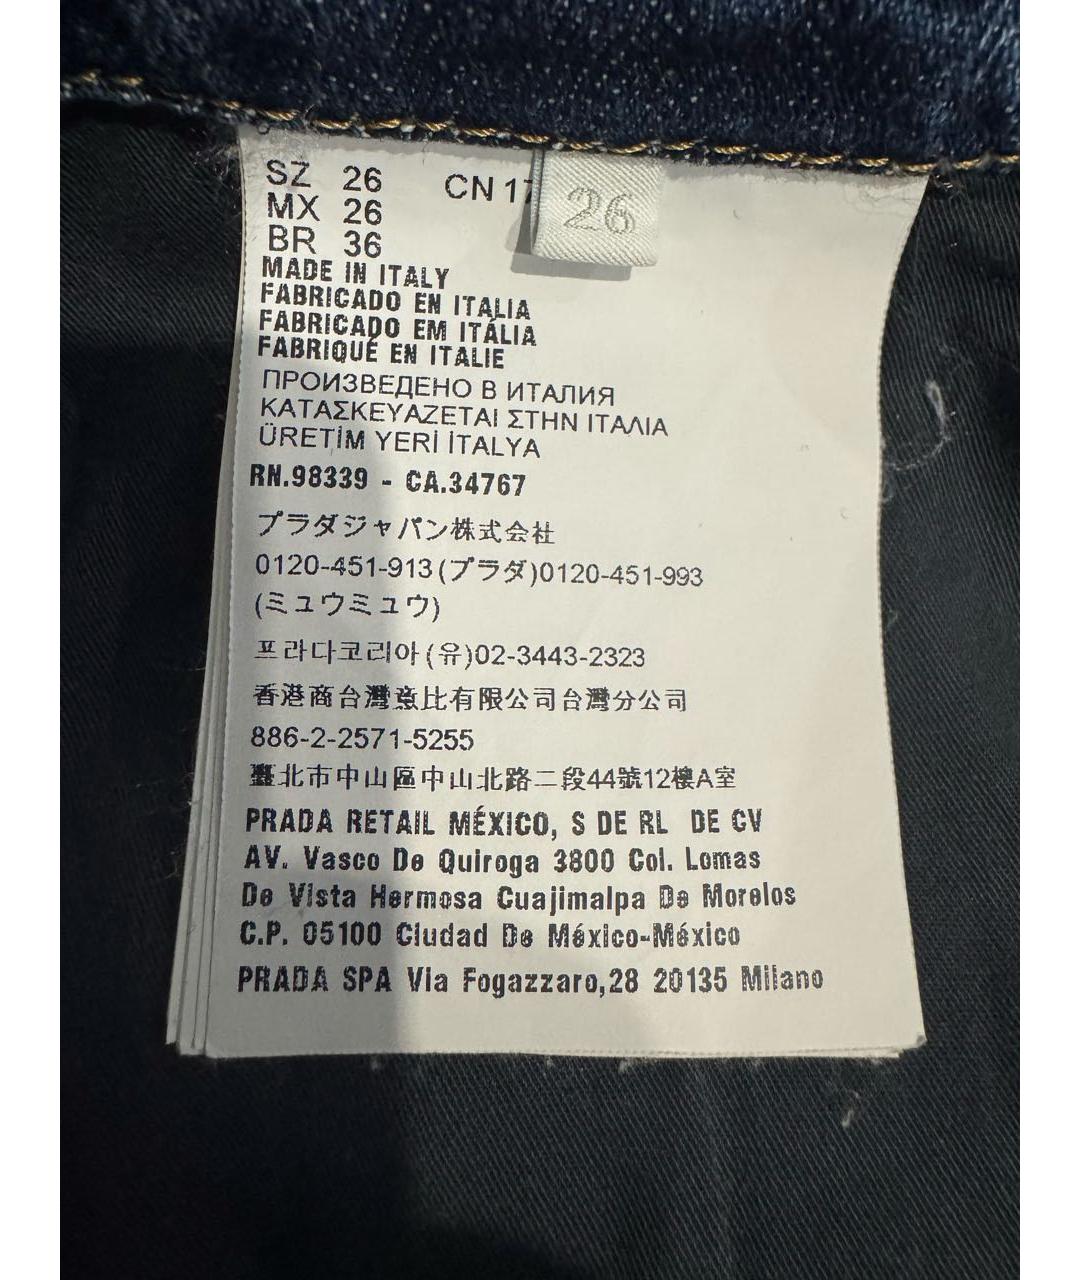 SZ 26 CN 17
26
MX 26
BR 36
MADE IN ITALY
FABRICADO EN ITALIA
FABRICADO EM ITÁLIA
FABRIQUÉ EN ITALIE
ПРОИЗВЕДЕНО В ИТАЛИЯ
ΚΑΤΑΣΚΕΥΑΖΕΤΑΙ ΣΤΗΝ ΙΤΑΛΙΑ
ÜRETİM YERİ İTALYA
RN.98339 - CA.34767
プラダジャパン株式会社
0120-451-913(プラダ)0120-451-993
(ミュウミュウ)
프라다코리아(유)02-3443-2323
香港商台灣意比有限公司台灣分公司
886-2-2571-5255
臺北市中山區中山北路二段44號12樓A室
PRADA RETAIL MÉXICO, S DE RL DE CV
AV. Vasco De Quiroga 3800 Col. Lomas
De Vista Hermosa Cuajimalpa De Morelos
C.P. 05100 Ciudad De México-México
PRADA SPA Via Fogazzaro,28 20135 Milano